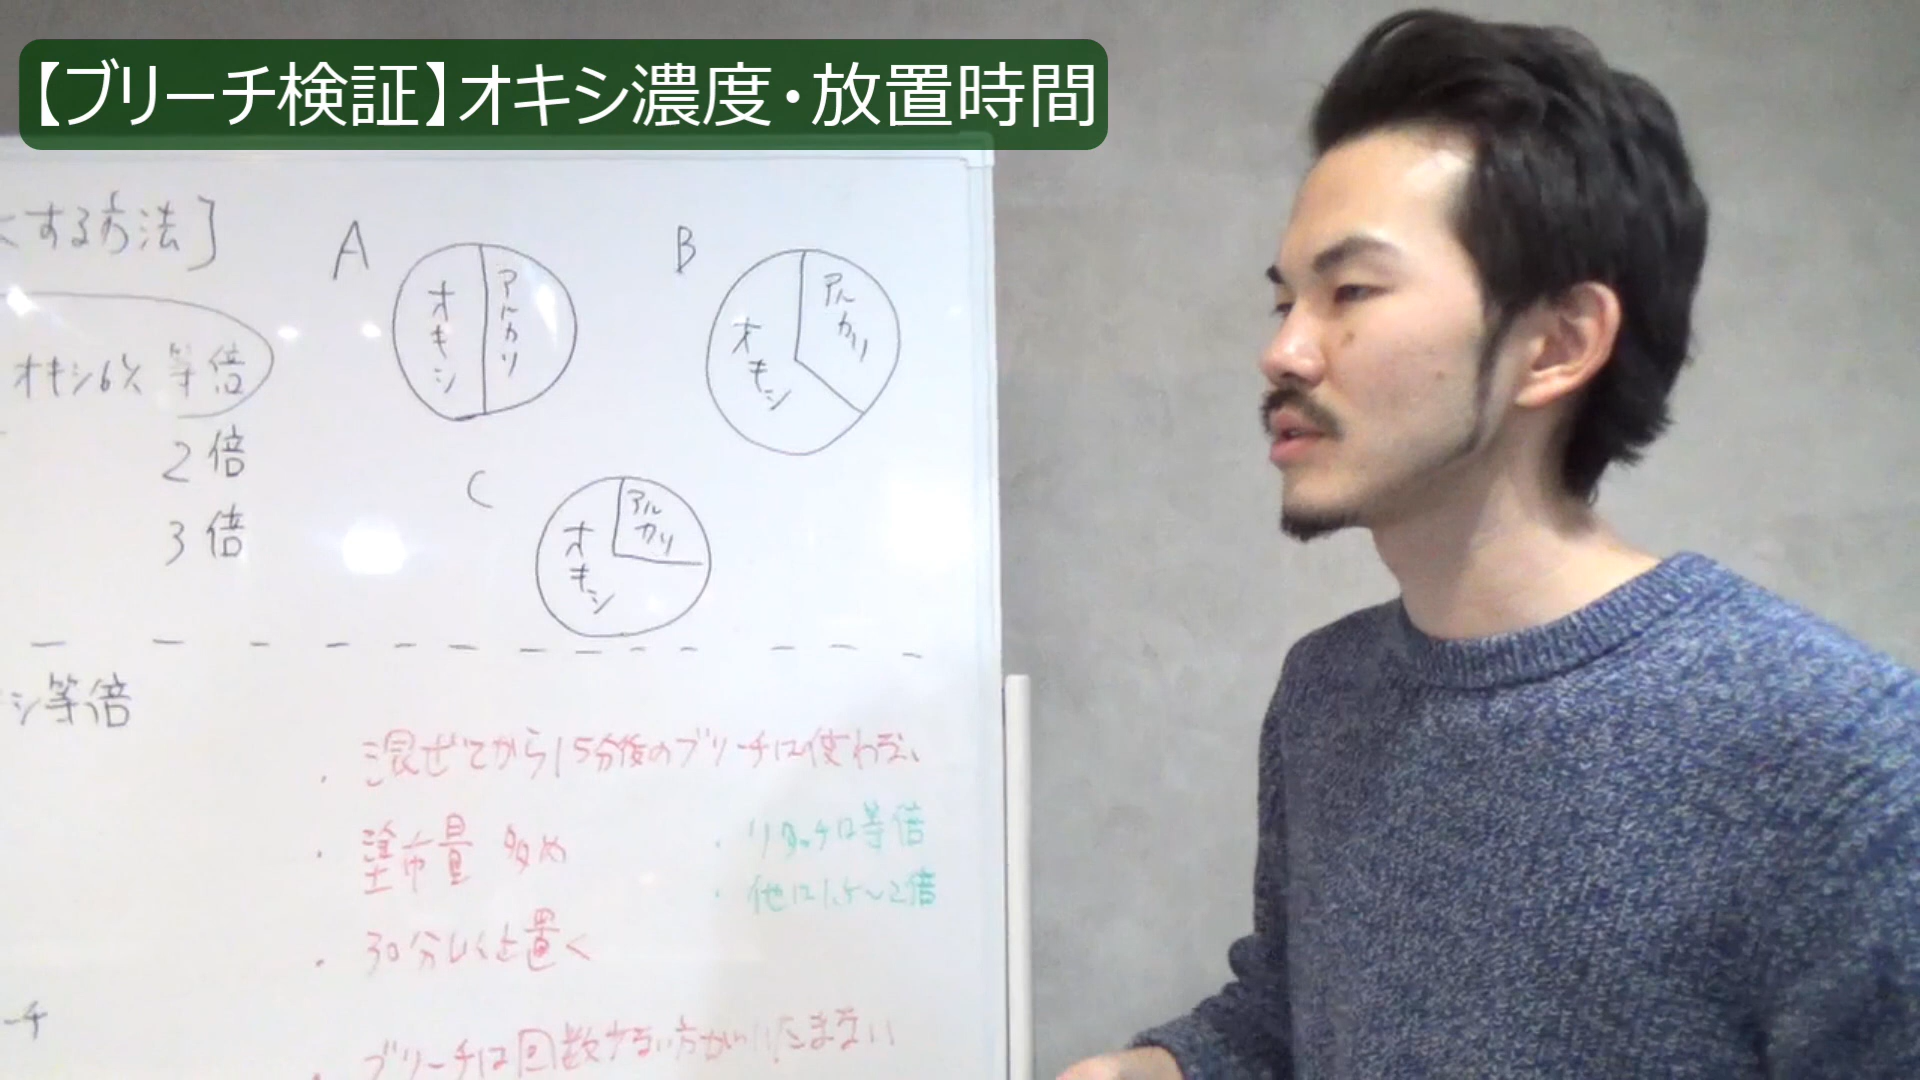 【ブリーチ検証】オキシ濃度・放置時間
する方法]
オキシ6% 等倍
2倍
3倍
A
オキシ
アルカリ
B
オキシ
アルカリ
C
オキシ
アルカリ
シ等倍
・混ぜてから15分後のブリーチは使わない
・塗布量 多め
・30分以上置く
・ブリーチは回数少ない方がいたまない
・リタッチは等倍
・他は1.5〜2倍
ーチ